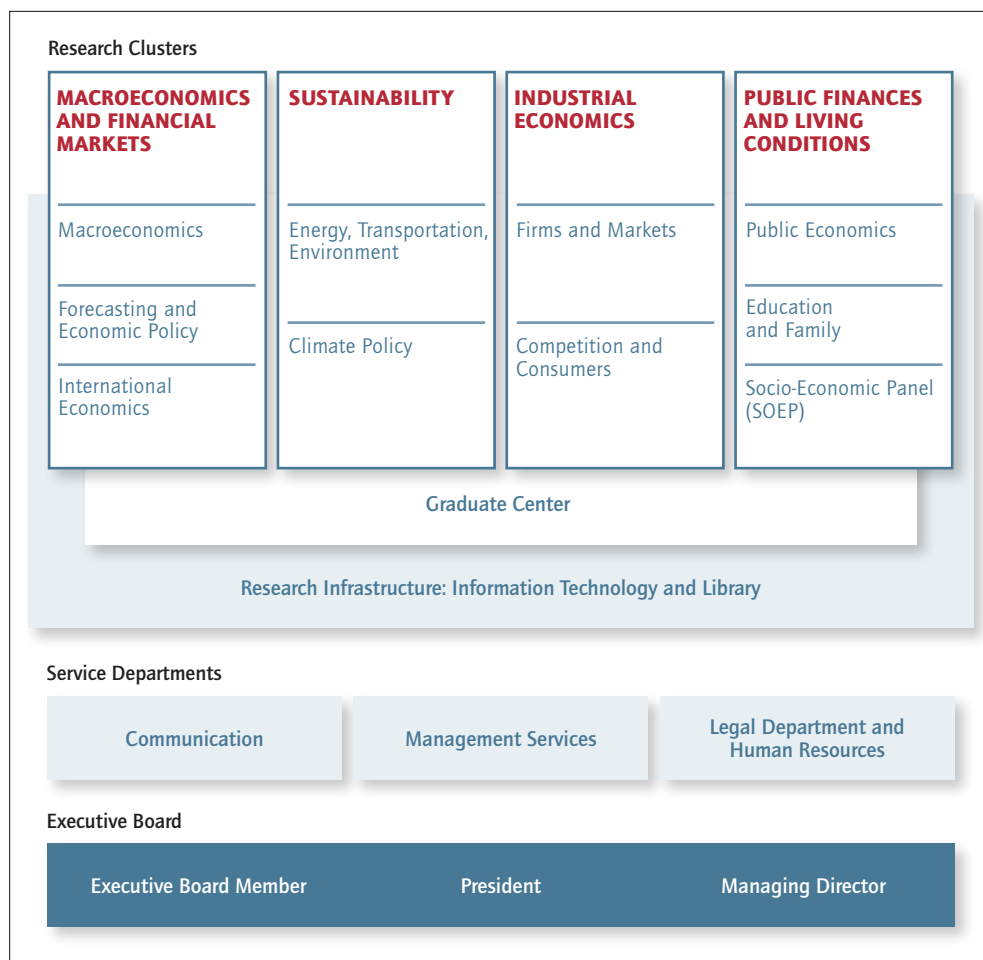 Research Clusters
MACROECONOMICS
AND FINANCIAL
MARKETS
Macroeconomics
Forecasting and
Economic Policy
International
Economics
SUSTAINABILITY
Energy, Transportation,
Environment
Climate Policy
INDUSTRIAL
ECONOMICS
Firms and Markets
Competition and
Consumers
PUBLIC FINANCES
AND LIVING
CONDITIONS
Public Economics
Education
and Family
Socio-Economic Panel
(SOEP)
Graduate Center
Research Infrastructure: Information Technology and Library
Service Departments
Communication
Management Services
Legal Department and
Human Resources
Executive Board
Executive Board Member
President
Managing Director